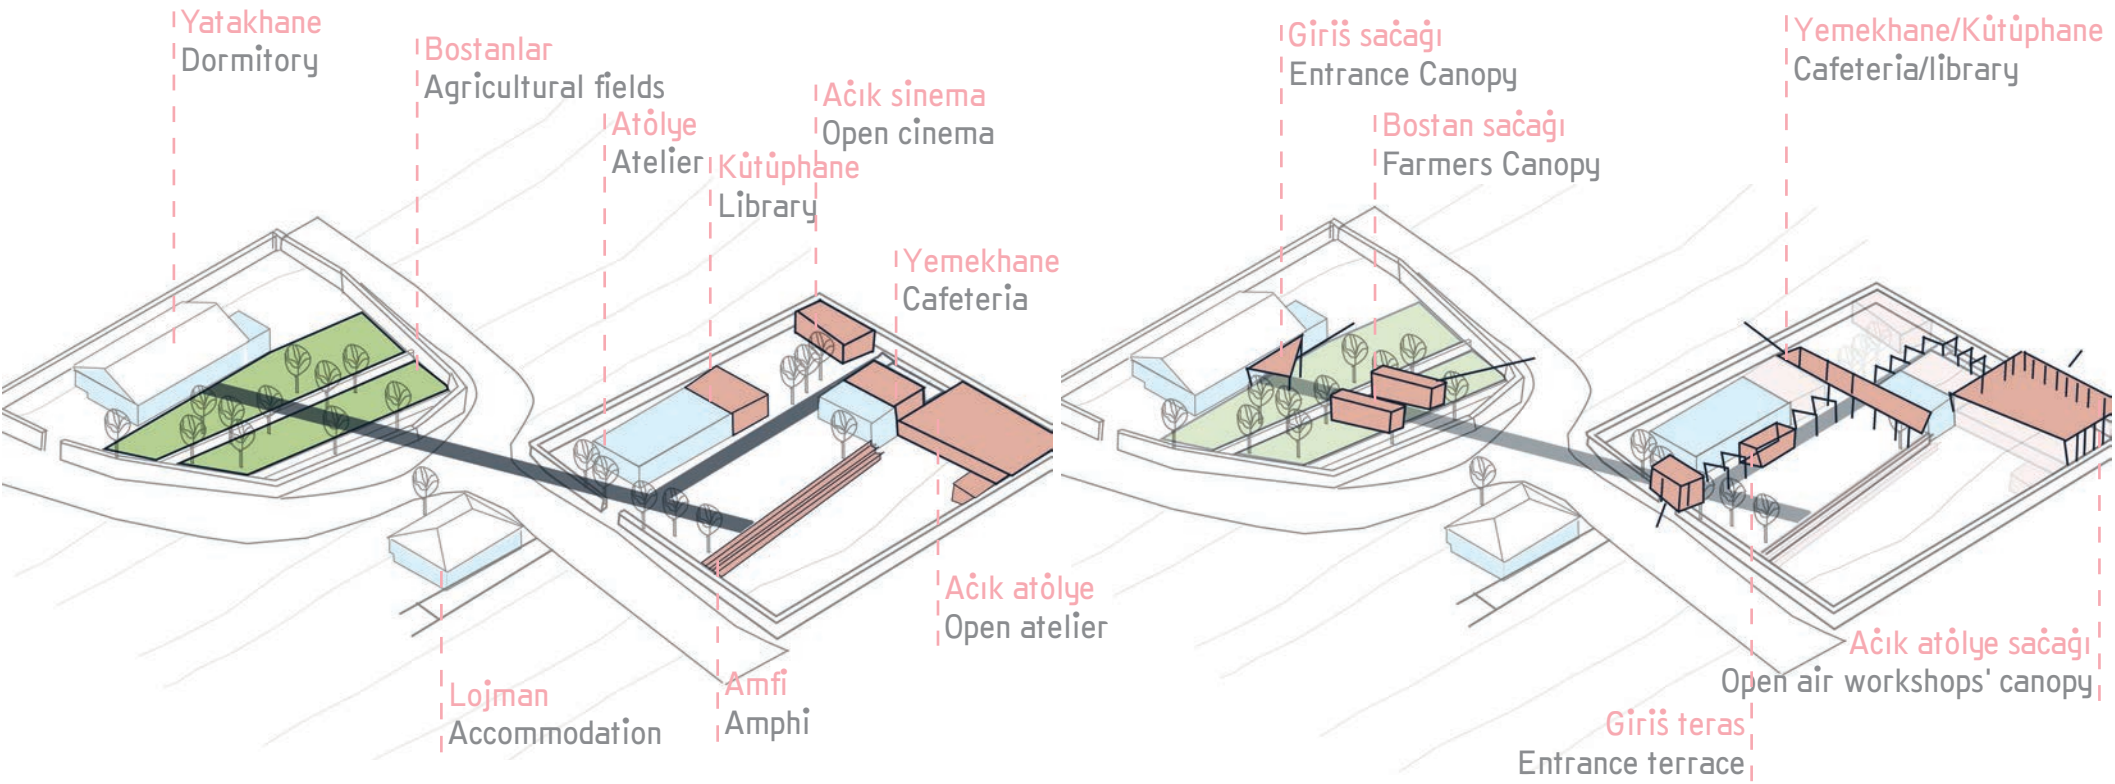 Yatakhane
Dormitory
Bostanlar
Agricultural fields
Atölye
Atelier
Kütüphane
Library
Açık sinema
Open cinema
Yemekhane
Cafeteria
Açık atölye
Open atelier
Lojman
Accommodation
Amfi
Amphi
Giriş saçağı
Entrance Canopy
Bostan saçağı
Farmers Canopy
Yemekhane/Kütüphane
Cafeteria/library
Açık atölye saçağı
Open air workshops' canopy
Giriş teras
Entrance terrace